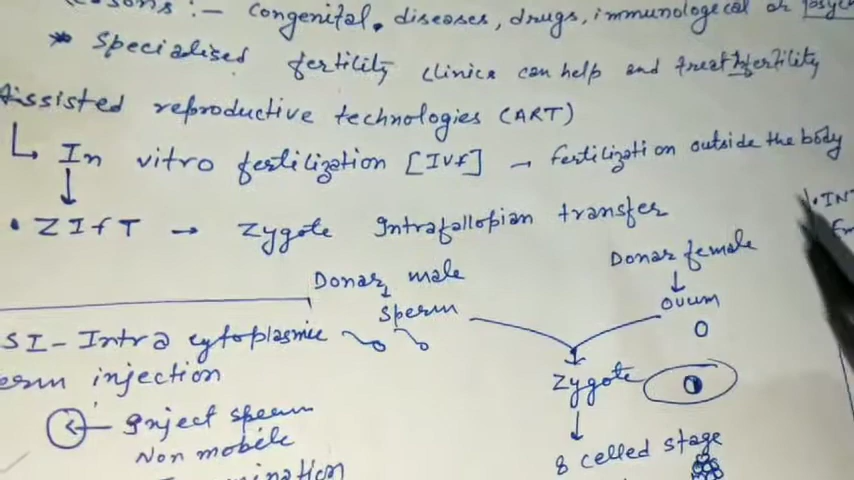 :- Congenital, diseases, drugs, immunological or
* Specialised fertility clinics can help and treat infertility
Assisted reproductive technologies (ART)
In vitro fertilization [IVf] → fertilization outside the body
• ZIfT → Zygote Intrafallopian transfer
Donar male
Donar female
sperm
ovum
SI - Intra cytoplasmic
sperm injection
Zygote
Inject sperm
Non mobile
8 celled stage